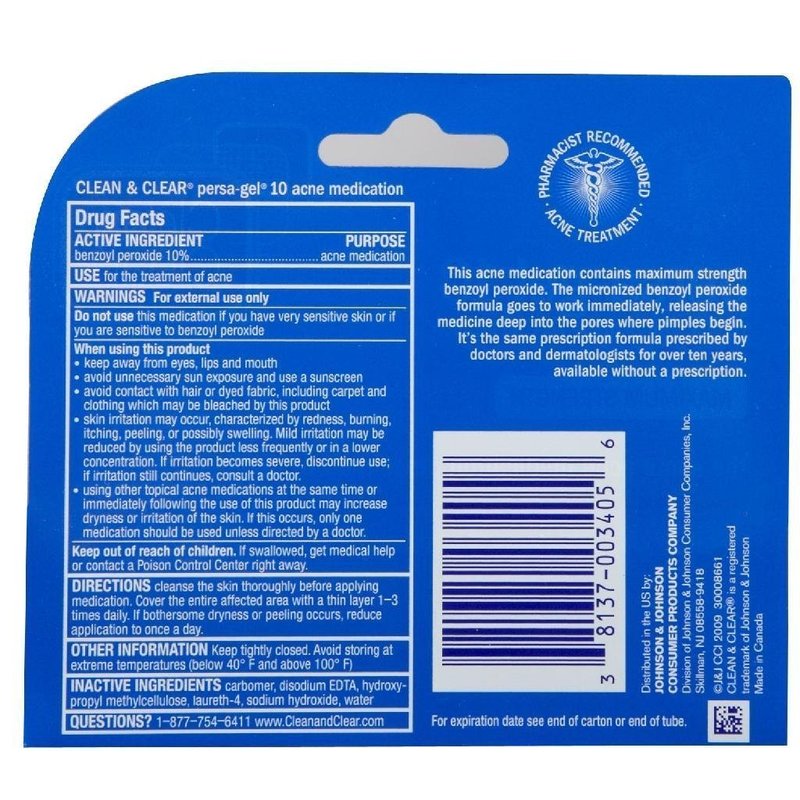 PHARMACIST RECOMMENDED
· ACNE TREATMENT ·
CLEAN & CLEAR® persa-gel® 10 acne medication
Drug Facts
ACTIVE INGREDIENT PURPOSE
benzoyl peroxide 10%.................................acne medication
USE for the treatment of acne
WARNINGS For external use only
Do not use this medication if you have very sensitive skin or if
you are sensitive to benzoyl peroxide
When using this product
• keep away from eyes, lips and mouth
• avoid unnecessary sun exposure and use a sunscreen
• avoid contact with hair or dyed fabric, including carpet and
clothing which may be bleached by this product
• skin irritation may occur, characterized by redness, burning,
itching, peeling, or possibly swelling. Mild irritation may be
reduced by using the product less frequently or in a lower
concentration. If irritation becomes severe, discontinue use;
if irritation still continues, consult a doctor.
• using other topical acne medications at the same time or
immediately following the use of this product may increase
dryness or irritation of the skin. If this occurs, only one
medication should be used unless directed by a doctor.
Keep out of reach of children. If swallowed, get medical help
or contact a Poison Control Center right away.
DIRECTIONS cleanse the skin thoroughly before applying
medication. Cover the entire affected area with a thin layer 1–3
times daily. If bothersome dryness or peeling occurs, reduce
application to once a day.
OTHER INFORMATION Keep tightly closed. Avoid storing at
extreme temperatures (below 40° F and above 100° F)
INACTIVE INGREDIENTS carbomer, disodium EDTA, hydroxy-
propyl methylcellulose, laureth-4, sodium hydroxide, water
QUESTIONS? 1–877–754–6411 www.CleanandClear.com
This acne medication contains maximum strength
benzoyl peroxide. The micronized benzoyl peroxide
formula goes to work immediately, releasing the
medicine deep into the pores where pimples begin.
It's the same prescription formula prescribed by
doctors and dermatologists for over ten years,
available without a prescription.
3 8137-003405 6
Distributed in the US by:
JOHNSON & JOHNSON
CONSUMER PRODUCTS COMPANY
Division of Johnson & Johnson Consumer Companies, Inc.
Skillman, NJ 08558-9418
©J&J CCI 2009 30008661
CLEAN & CLEAR® is a registered
trademark of Johnson & Johnson
Made in Canada
For expiration date see end of carton or end of tube.